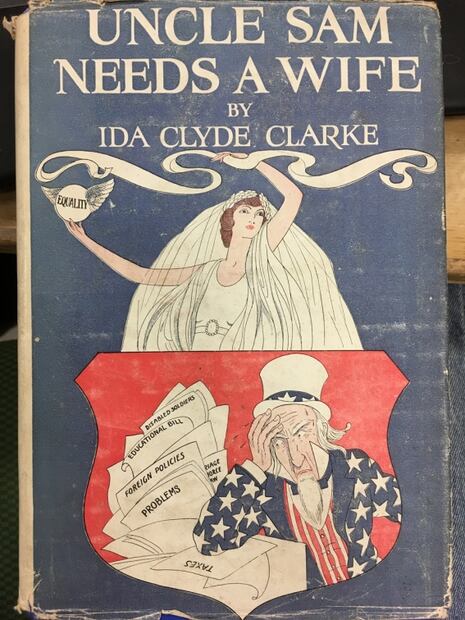 UNCLE SAM
NEEDS A WIFE
BY
IDA CLYDE CLARKE
EQUALITY
DISABLED SOLDIERS
EDUCATIONAL BILL
FOREIGN POLICIES
PROBLEMS
TAXES